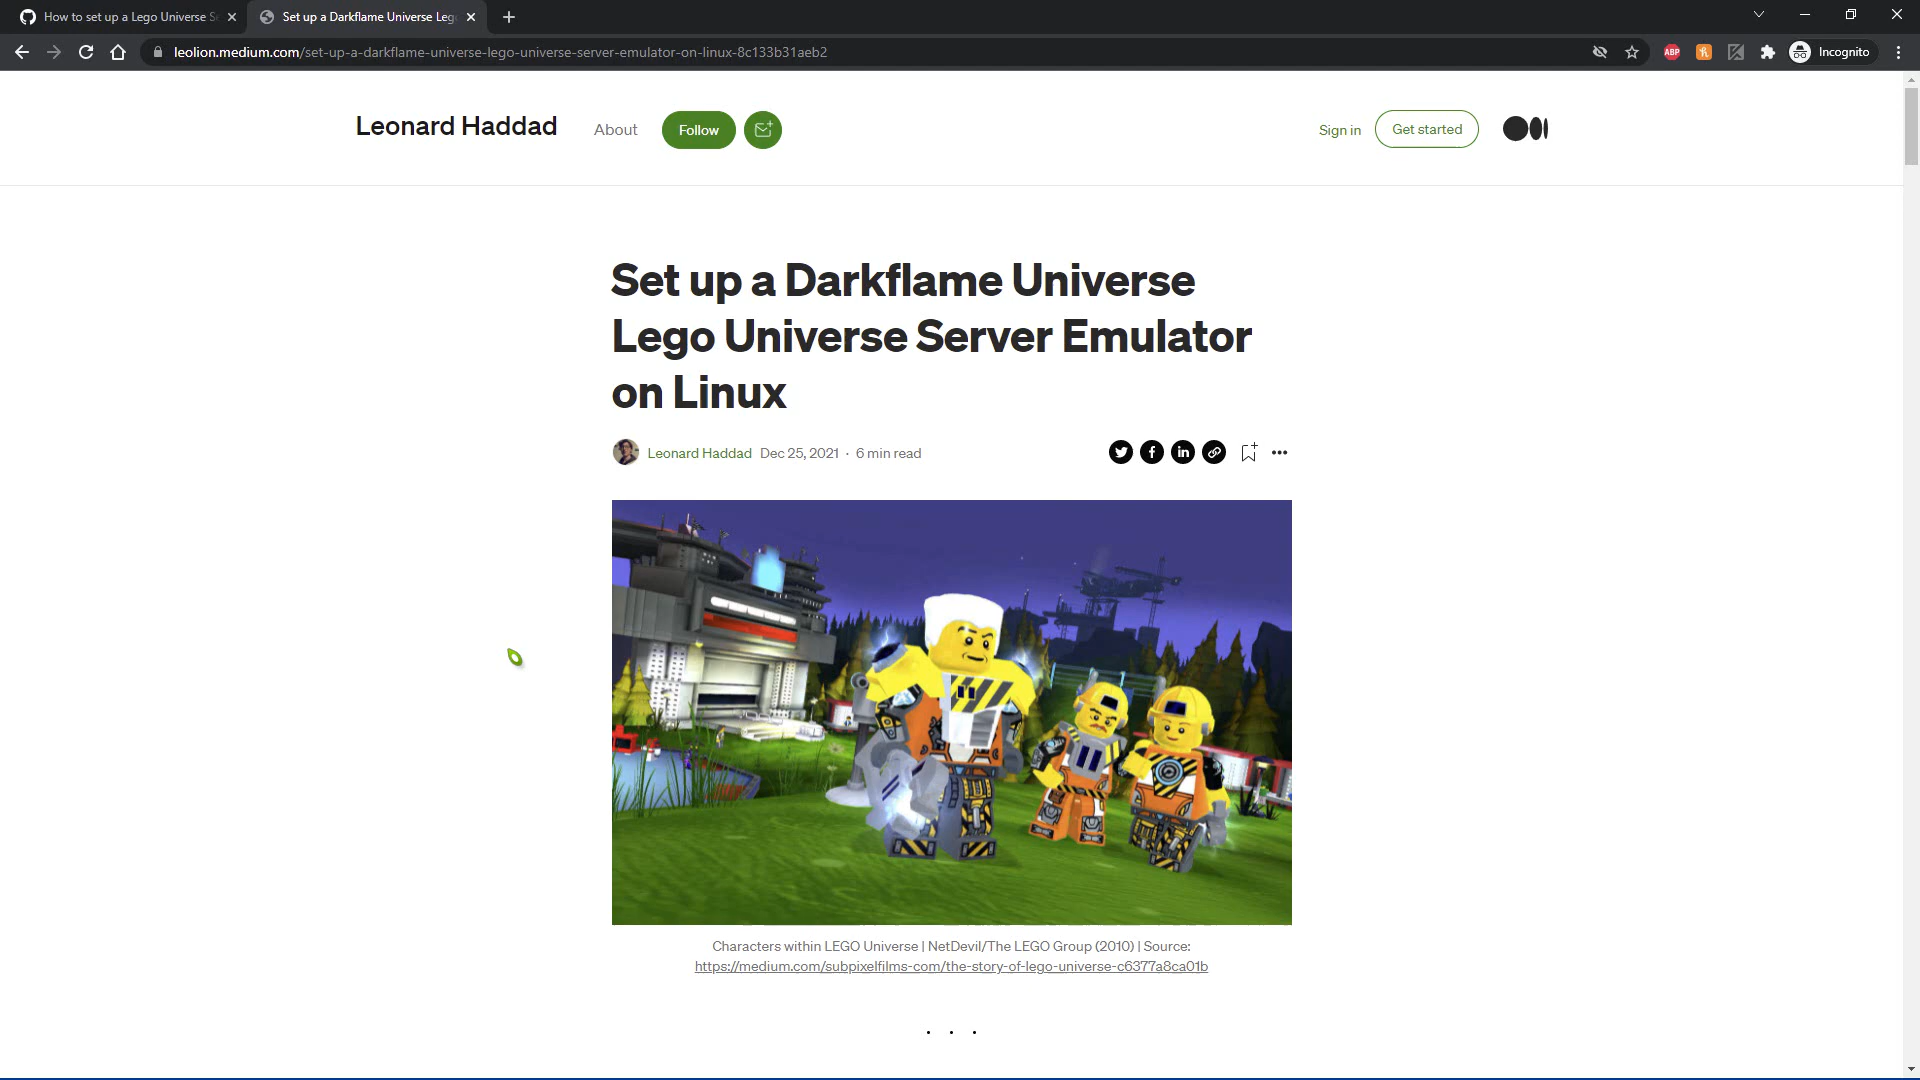 How to set up a Lego Universe S
Set up a Darkflame Universe Leg
leolion.medium.com/set-up-a-darkflame-universe-lego-universe-server-emulator-on-linux-8c133b31aeb2
ABP
Incognito
Leonard Haddad
About
Follow
Sign in
Get started
Set up a Darkflame Universe
Lego Universe Server Emulator
on Linux
Leonard Haddad Dec 25, 2021 · 6 min read
Characters within LEGO Universe | NetDevil/The LEGO Group (2010) | Source:
https://medium.com/subpixelfilms-com/the-story-of-lego-universe-c6377a8ca01b
. . .